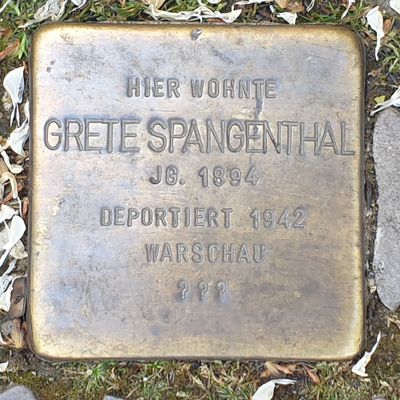 HIER WOHNTE
GRETE SPANGENTHAL
JG. 1894
DEPORTIERT 1942
WARSCHAU
???